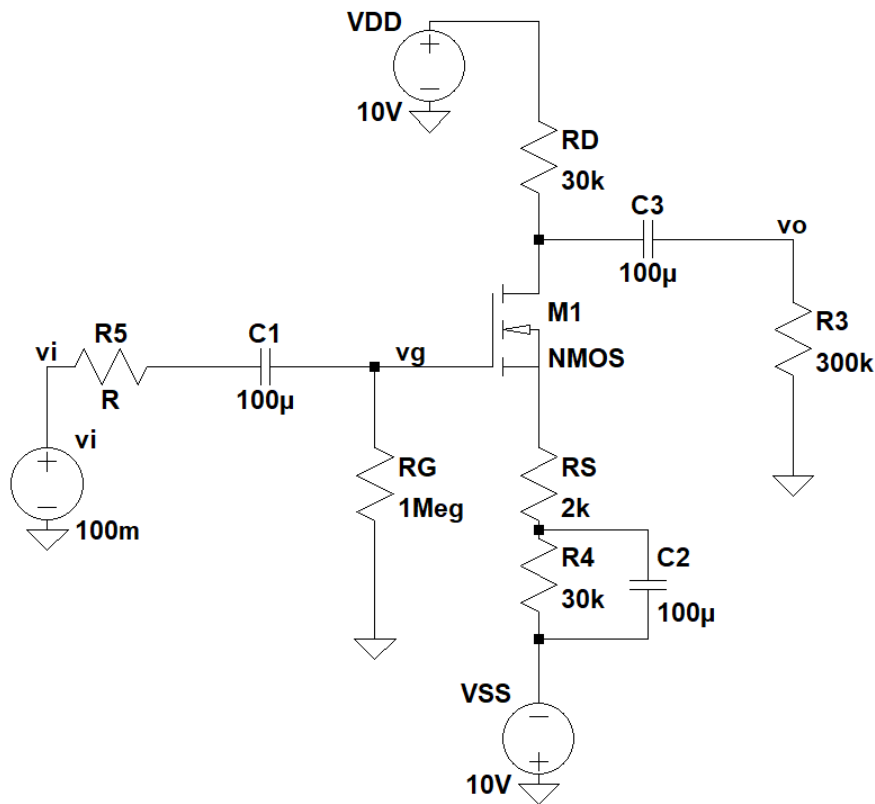 VDD
10V
RD
30k
C3
100µ
vo
R3
300k
M1
NMOS
R5
R
vi
vi
100m
C1
100µ
vg
RG
1Meg
RS
2k
R4
30k
C2
100µ
VSS
10V